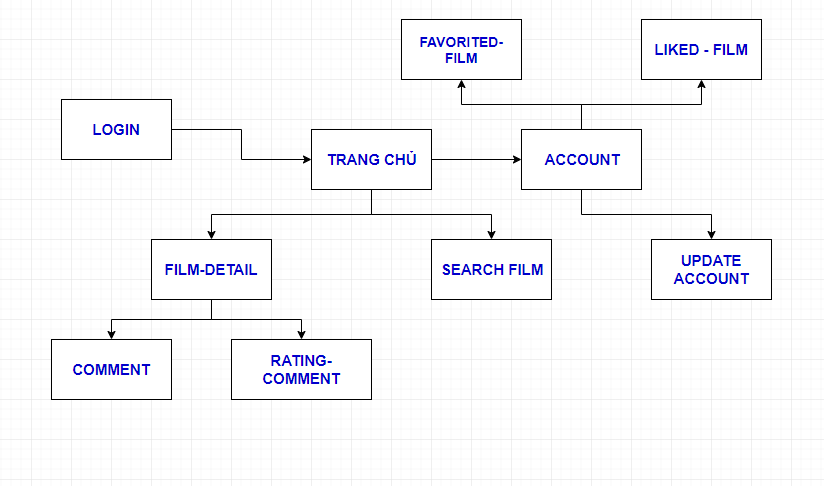 FAVORITED-
FILM
LIKED - FILM
LOGIN
TRANG CHỦ
ACCOUNT
FILM-DETAIL
SEARCH FILM
UPDATE
ACCOUNT
COMMENT
RATING-
COMMENT